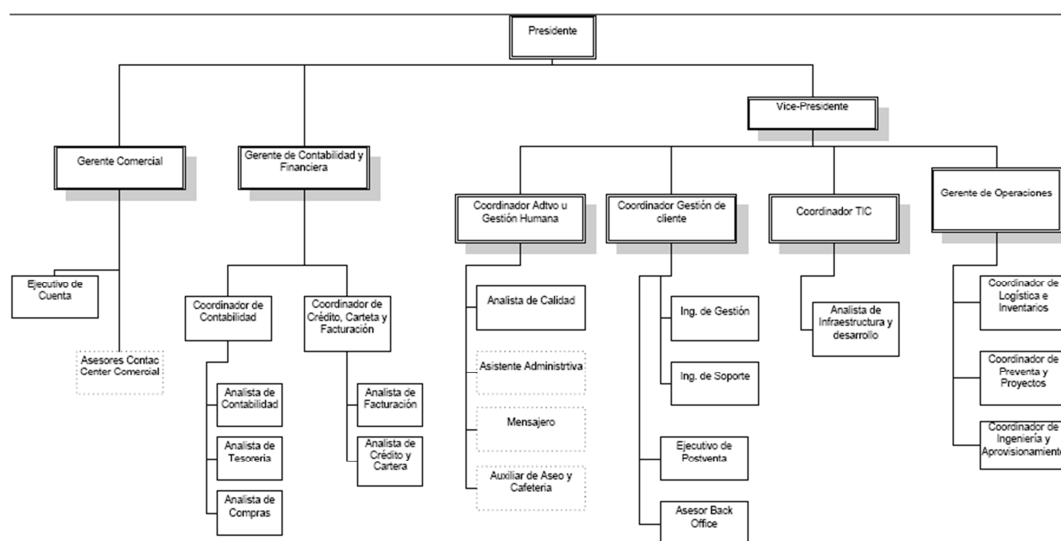 Presidente
Vice-Presidente
Gerente Comercial
Gerente de Contabilidad y
Financiera
Coordinador Adtvo u
Gestión Humana
Coordinador Gestión de
cliente
Coordinador TIC
Gerente de Operaciones
Ejecutivo de
Cuenta
Asesores Contac
Center Comercial
Coordinador de
Contabilidad
Coordinador de
Crédito, Carteta y
Facturación
Analista de
Contabilidad
Analista de
Tesoreria
Analista de
Compras
Analista de
Facturación
Analista de
Crédito y
Cartera
Analista de Calidad
Asistente Administrtiva
Mensajero
Auxiliar de Aseo y
Cafeteria
Ing. de Gestión
Ing. de Soporte
Ejecutivo de
Postventa
Asesor Back
Office
Analista de
Infraestructura y
desarrollo
Coordinador de
Logística e
Inventarios
Coordinador de
Preventa y
Proyectos
Coordinador de
Ingeniería y
Aprovisionamiento